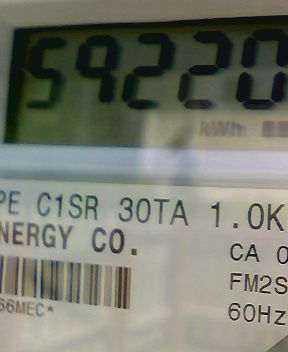 59220
kWh
PE C1SR 30TA 1.0K
NERGY CO.
CA 0
FM2S
66MEC*
60Hz